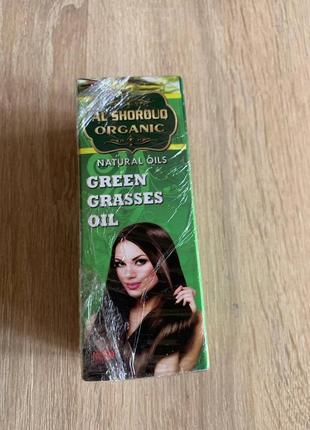 AL SHOROUQ
ORGANIC
NATURAL OILS
GREEN
GRASSES
OIL